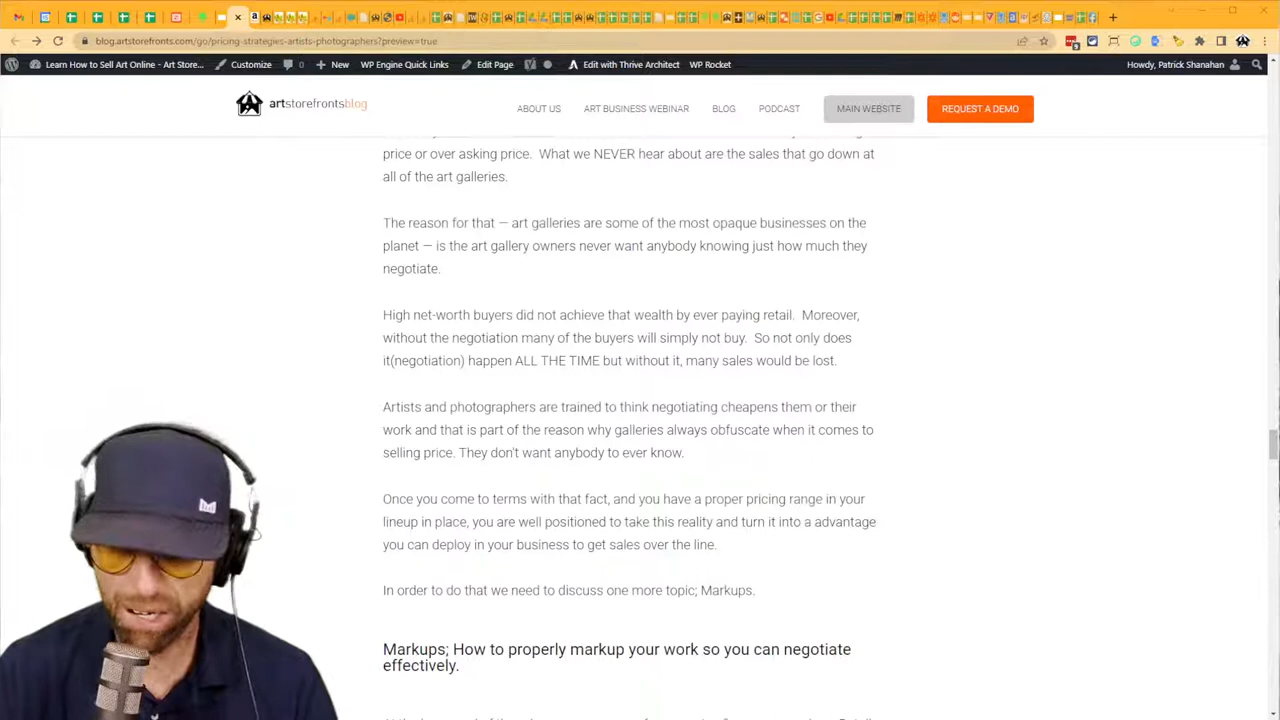 blog.artstorefronts.com/go/pricing-strategies-artists-photographers?preview=true
Learn How to Sell Art Online - Art Store... Customize 0 New WP Engine Quick Links Edit Page Edit with Thrive Architect WP Rocket Howdy, Patrick Shanahan
artstorefrontsblog ABOUT US ART BUSINESS WEBINAR BLOG PODCAST MAIN WEBSITE REQUEST A DEMO
price or over asking price. What we NEVER hear about are the sales that go down at
all of the art galleries.
The reason for that — art galleries are some of the most opaque businesses on the
planet — is the art gallery owners never want anybody knowing just how much they
negotiate.
High net-worth buyers did not achieve that wealth by ever paying retail. Moreover,
without the negotiation many of the buyers will simply not buy. So not only does
it(negotiation) happen ALL THE TIME but without it, many sales would be lost.
Artists and photographers are trained to think negotiating cheapens them or their
work and that is part of the reason why galleries always obfuscate when it comes to
selling price. They don't want anybody to ever know.
Once you come to terms with that fact, and you have a proper pricing range in your
lineup in place, you are well positioned to take this reality and turn it into a advantage
you can deploy in your business to get sales over the line.
In order to do that we need to discuss one more topic; Markups.
Markups; How to properly markup your work so you can negotiate
effectively.